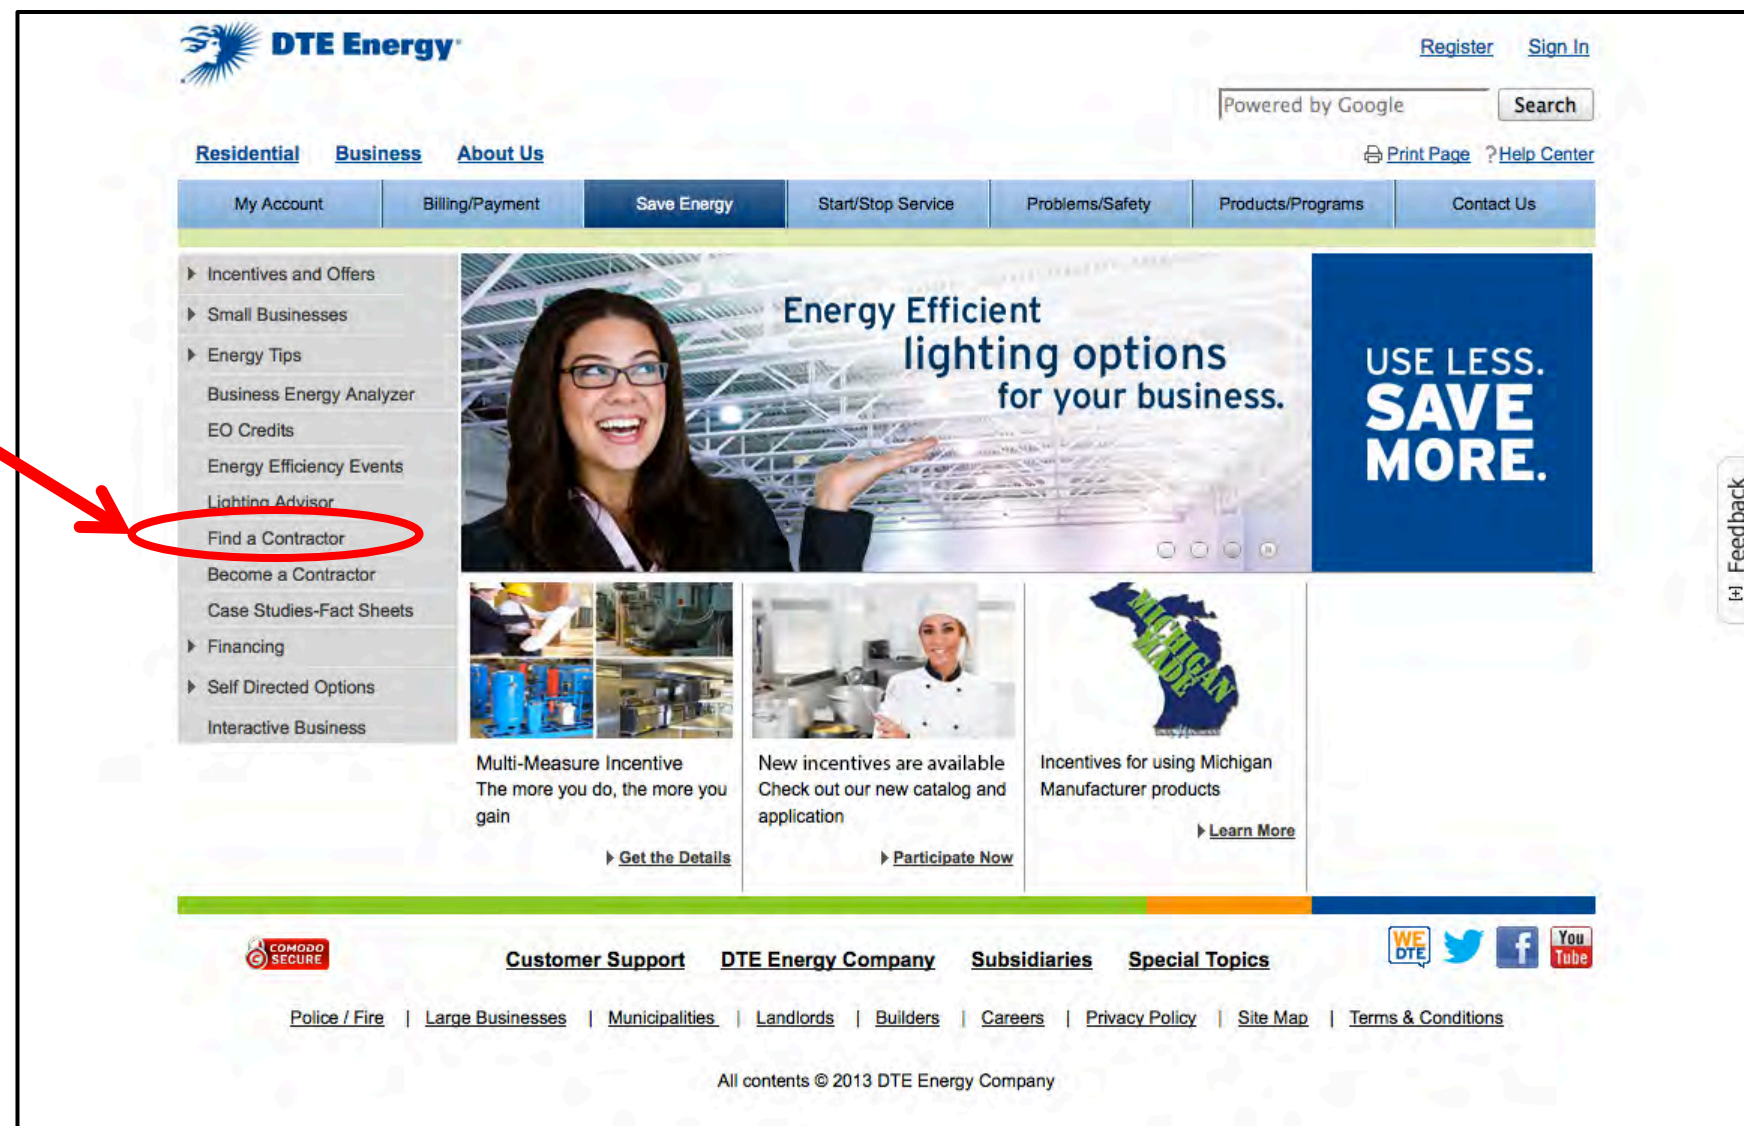 DTE Energy
Register Sign In
Powered by Google Search
Residential Business About Us
Print Page ?Help Center
My Account Billing/Payment Save Energy Start/Stop Service Problems/Safety Products/Programs Contact Us
Incentives and Offers
Small Businesses
Energy Tips
Business Energy Analyzer
EO Credits
Energy Efficiency Events
Lighting Advisor
Find a Contractor
Become a Contractor
Case Studies-Fact Sheets
Financing
Self Directed Options
Interactive Business
Energy Efficient
lighting options
for your business.
USE LESS.
SAVE
MORE.
[+] Feedback
MICHIGAN
MADE
Multi-Measure Incentive
The more you do, the more you
gain
Get the Details
New incentives are available
Check out our new catalog and
application
Participate Now
Incentives for using Michigan
Manufacturer products
Learn More
COMODO
SECURE
Customer Support DTE Energy Company Subsidiaries Special Topics
WE
DTE
f
You
Tube
Police / Fire | Large Businesses | Municipalities | Landlords | Builders | Careers | Privacy Policy | Site Map | Terms & Conditions
All contents © 2013 DTE Energy Company